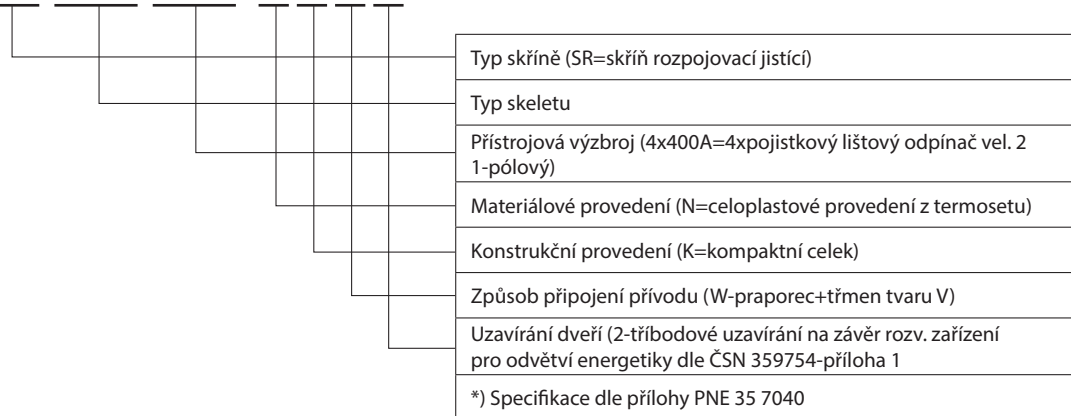 Typ skříně (SR=skříň rozpojovací jistící)
Typ skeletu
Přístrojová výzbroj (4x400A=4xpojistkový lištový odpínač vel. 2
1-pólový)
Materiálové provedení (N=celoplastové provedení z termosetu)
Konstrukční provedení (K=kompaktní celek)
Způsob připojení přívodu (W-praporec+třmen tvaru V)
Uzavírání dveří (2-tříbodové uzavírání na závěr rozv. zařízení
pro odvětví energetiky dle ČSN 359754-příloha 1
*) Specifikace dle přílohy PNE 35 7040